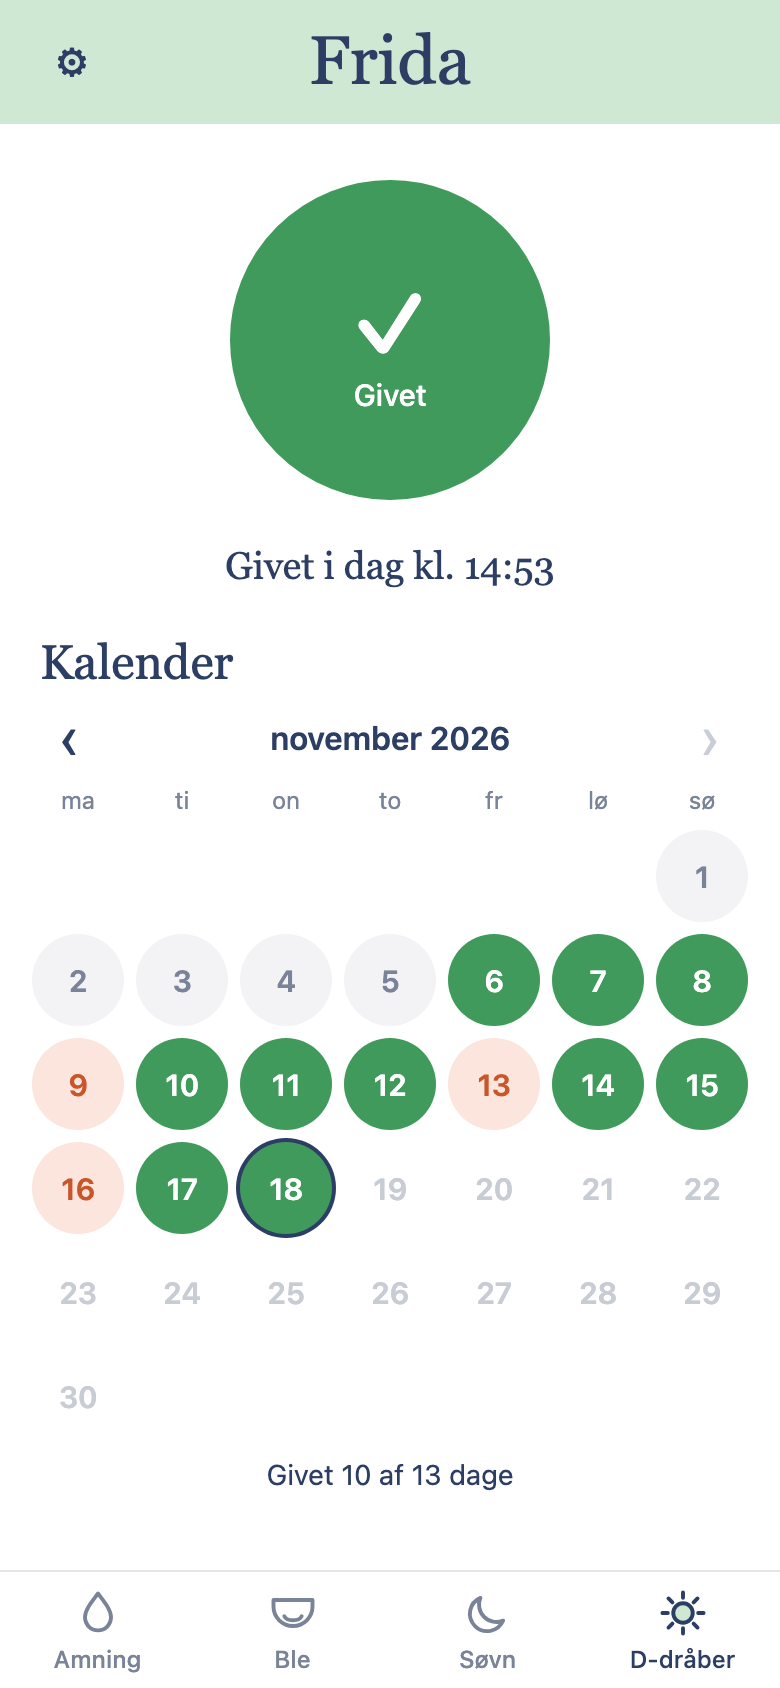 Frida
Givet
Givet i dag kl. 14:53
Kalender
november 2026
ma ti on to fr lø sø
1
2 3 4 5 6 7 8
9 10 11 12 13 14 15
16 17 18 19 20 21 22
23 24 25 26 27 28 29
30
Givet 10 af 13 dage
Amning Ble Søvn D-dråber